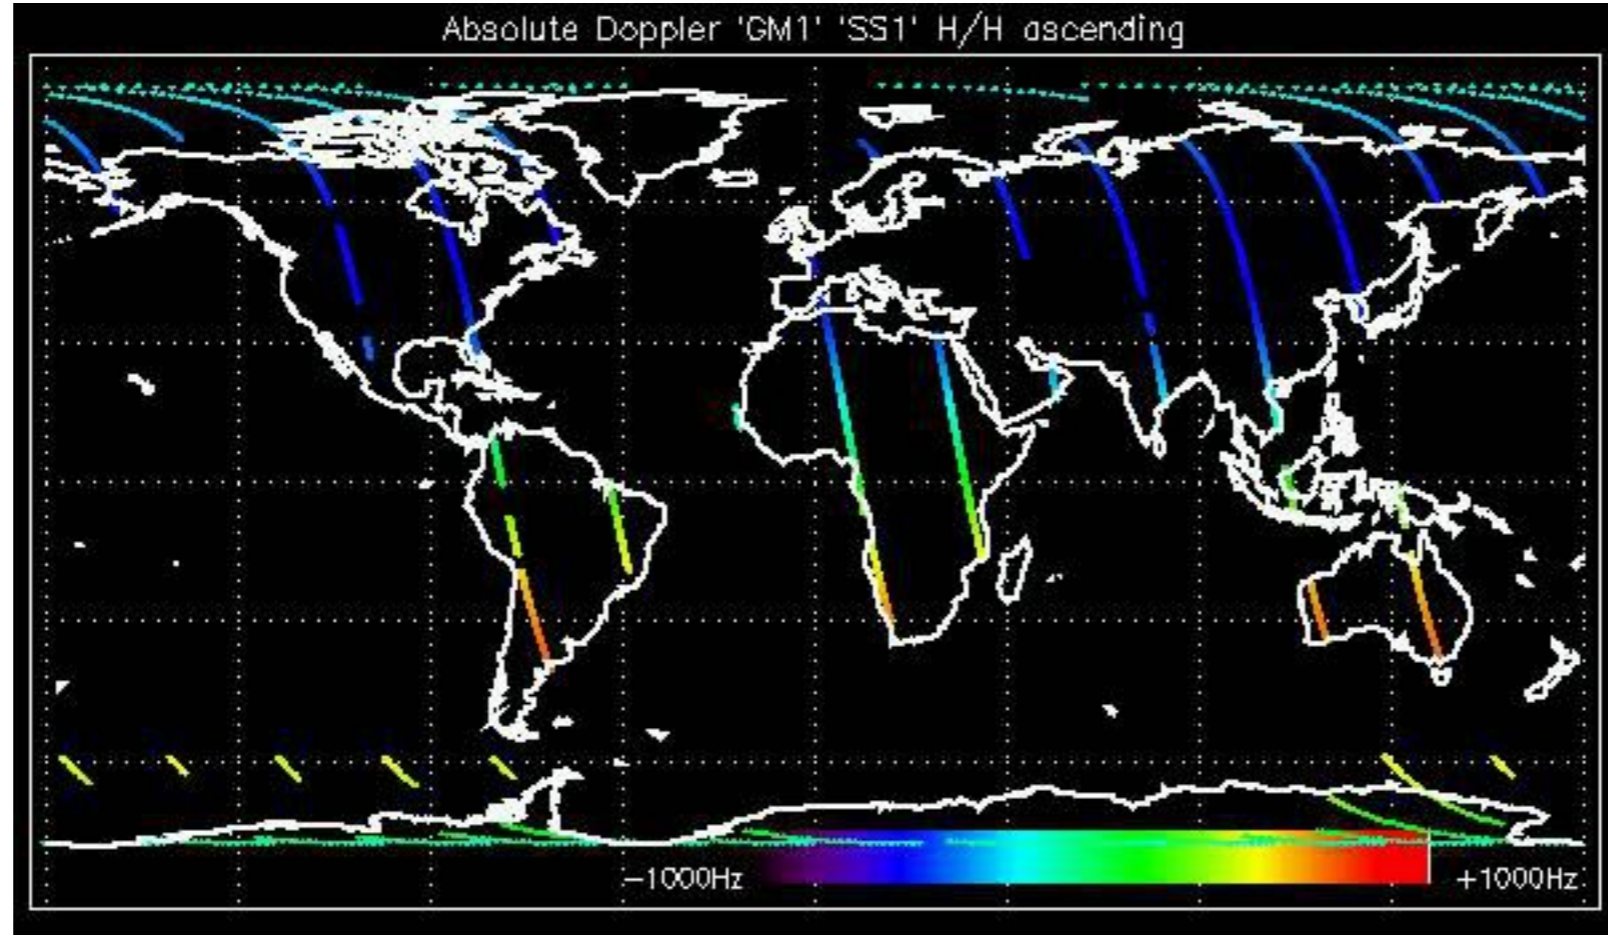 Absolute Doppler 'GM1' 'SS1' H/H ascending
−1000Hz
+1000Hz